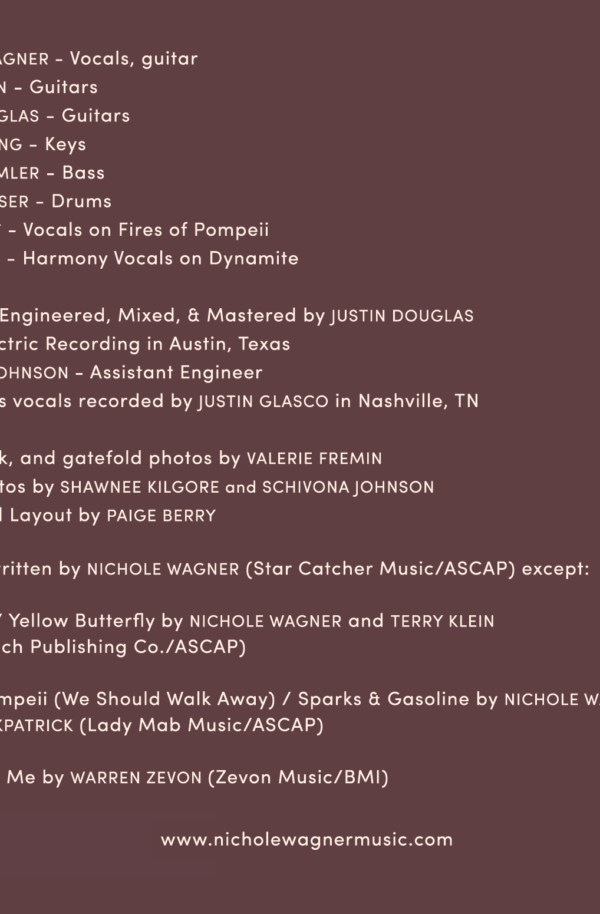 AGNER – Vocals, guitar
N – Guitars
GLAS – Guitars
NG – Keys
MLER – Bass
SER – Drums
– Vocals on Fires of Pompeii
– Harmony Vocals on Dynamite
Engineered, Mixed, & Mastered by JUSTIN DOUGLAS
ctric Recording in Austin, Texas
OHNSON – Assistant Engineer
s vocals recorded by JUSTIN GLASCO in Nashville, TN
k, and gatefold photos by VALERIE FREMIN
tos by SHAWNEE KILGORE and SCHIVONA JOHNSON
Layout by PAIGE BERRY
ritten by NICHOLE WAGNER (Star Catcher Music/ASCAP) except:
/ Yellow Butterfly by NICHOLE WAGNER and TERRY KLEIN
ch Publishing Co./ASCAP)
mpeii (We Should Walk Away) / Sparks & Gasoline by NICHOLE W
KPATRICK (Lady Mab Music/ASCAP)
Me by WARREN ZEVON (Zevon Music/BMI)
www.nicholewagnermusic.com